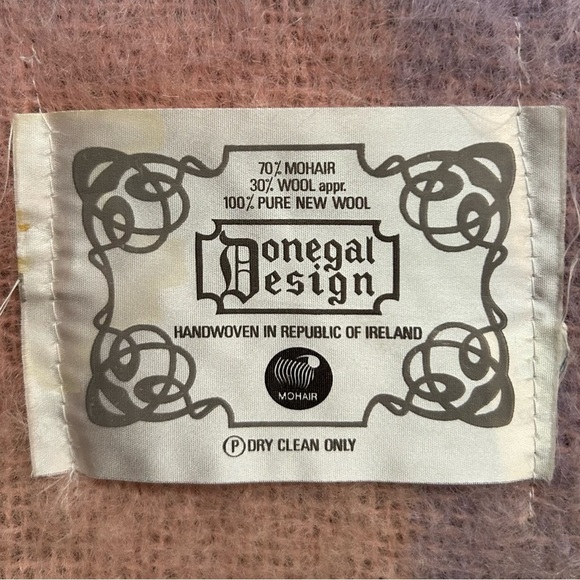 70% MOHAIR
30% WOOL appr.
100% PURE NEW WOOL
Donegal
Design
HANDWOVEN IN REPUBLIC OF IRELAND
MOHAIR
P DRY CLEAN ONLY